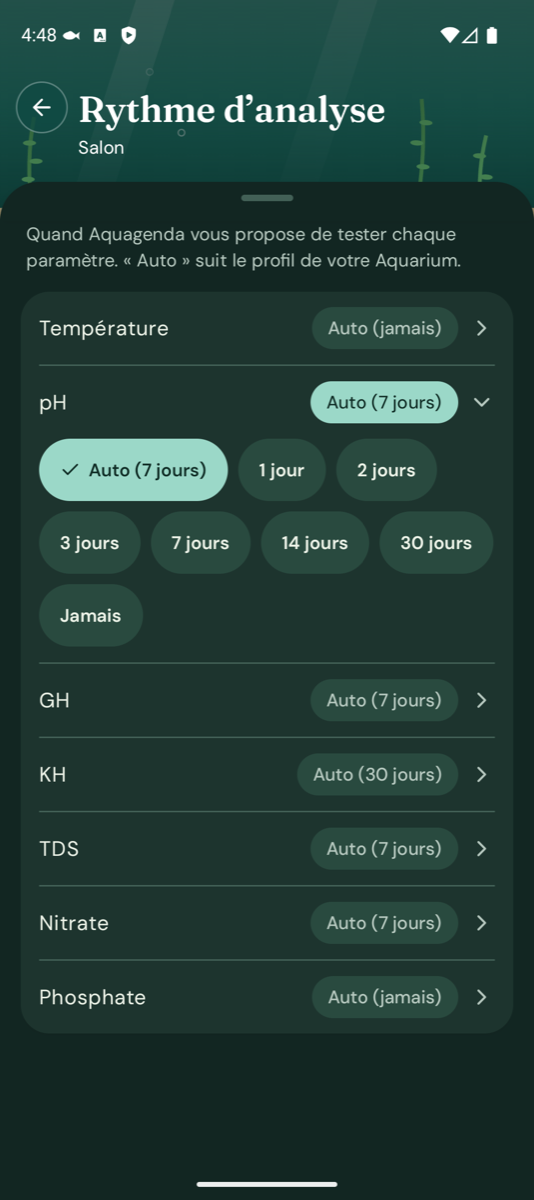 4:48
Rythme d’analyse
Salon
Quand Aquagenda vous propose de tester chaque
paramètre. « Auto » suit le profil de votre Aquarium.
Température Auto (jamais)
pH Auto (7 jours)
Auto (7 jours) 1 jour 2 jours
3 jours 7 jours 14 jours 30 jours
Jamais
GH Auto (7 jours)
KH Auto (30 jours)
TDS Auto (7 jours)
Nitrate Auto (7 jours)
Phosphate Auto (jamais)